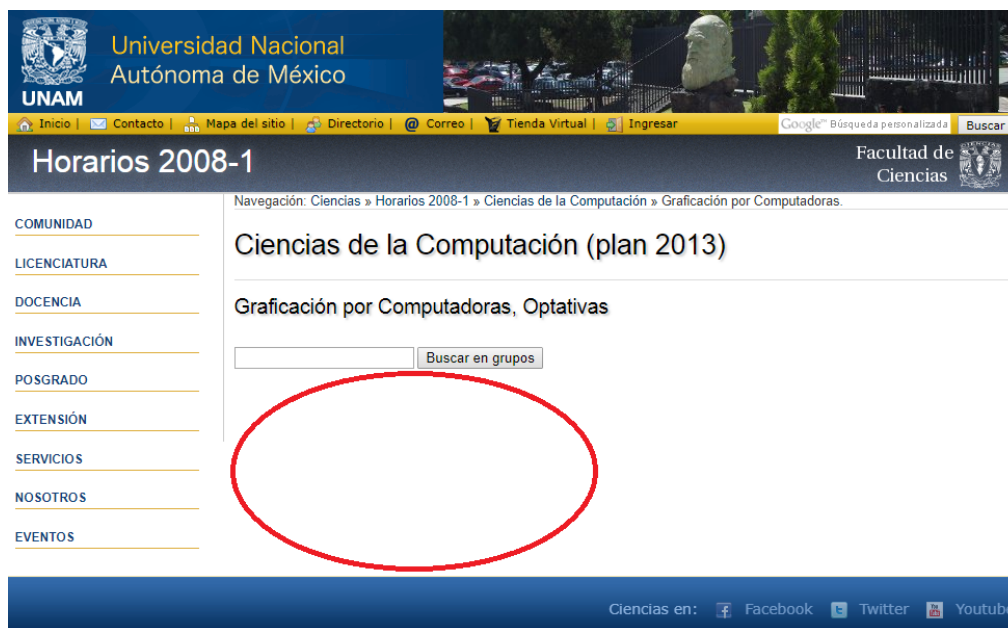 Universidad Nacional
Autónoma de México
UNAM
Inicio | Contacto | Mapa del sitio | Directorio | @ Correo | Tienda Virtual | Ingresar
Google™ Búsqueda personalizada Buscar
Horarios 2008-1
Facultad de
Ciencias
Navegación: Ciencias » Horarios 2008-1 » Ciencias de la Computación » Graficación por Computadoras.
COMUNIDAD
LICENCIATURA
DOCENCIA
INVESTIGACIÓN
POSGRADO
EXTENSIÓN
SERVICIOS
NOSOTROS
EVENTOS
Ciencias de la Computación (plan 2013)
Graficación por Computadoras, Optativas
Buscar en grupos
Ciencias en: Facebook Twitter Youtube